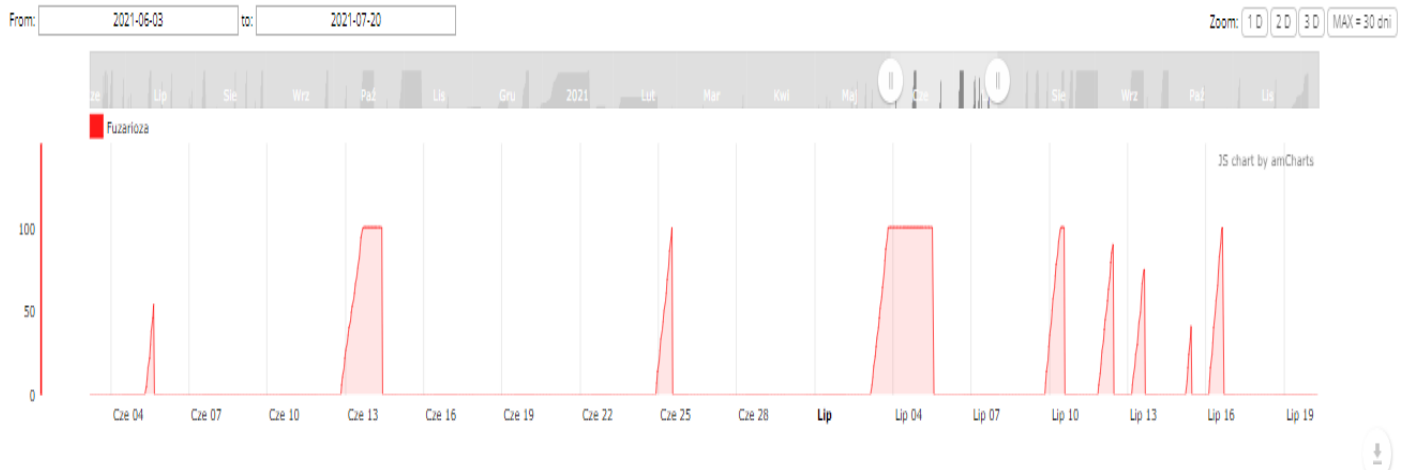 From: 2021-06-03 to: 2021-07-20 Zoom: 1 D 2 D 3 D MAX = 30 dni
ze Lip Sie Wrz Paź Lis Gru 2021 Lut Mar Kwi Maj Cze Sie Wrz Paź Lis
Fuzarioza
JS chart by amCharts
100
50
0
Cze 04 Cze 07 Cze 10 Cze 13 Cze 16 Cze 19 Cze 22 Cze 25 Cze 28 Lip Lip 04 Lip 07 Lip 10 Lip 13 Lip 16 Lip 19